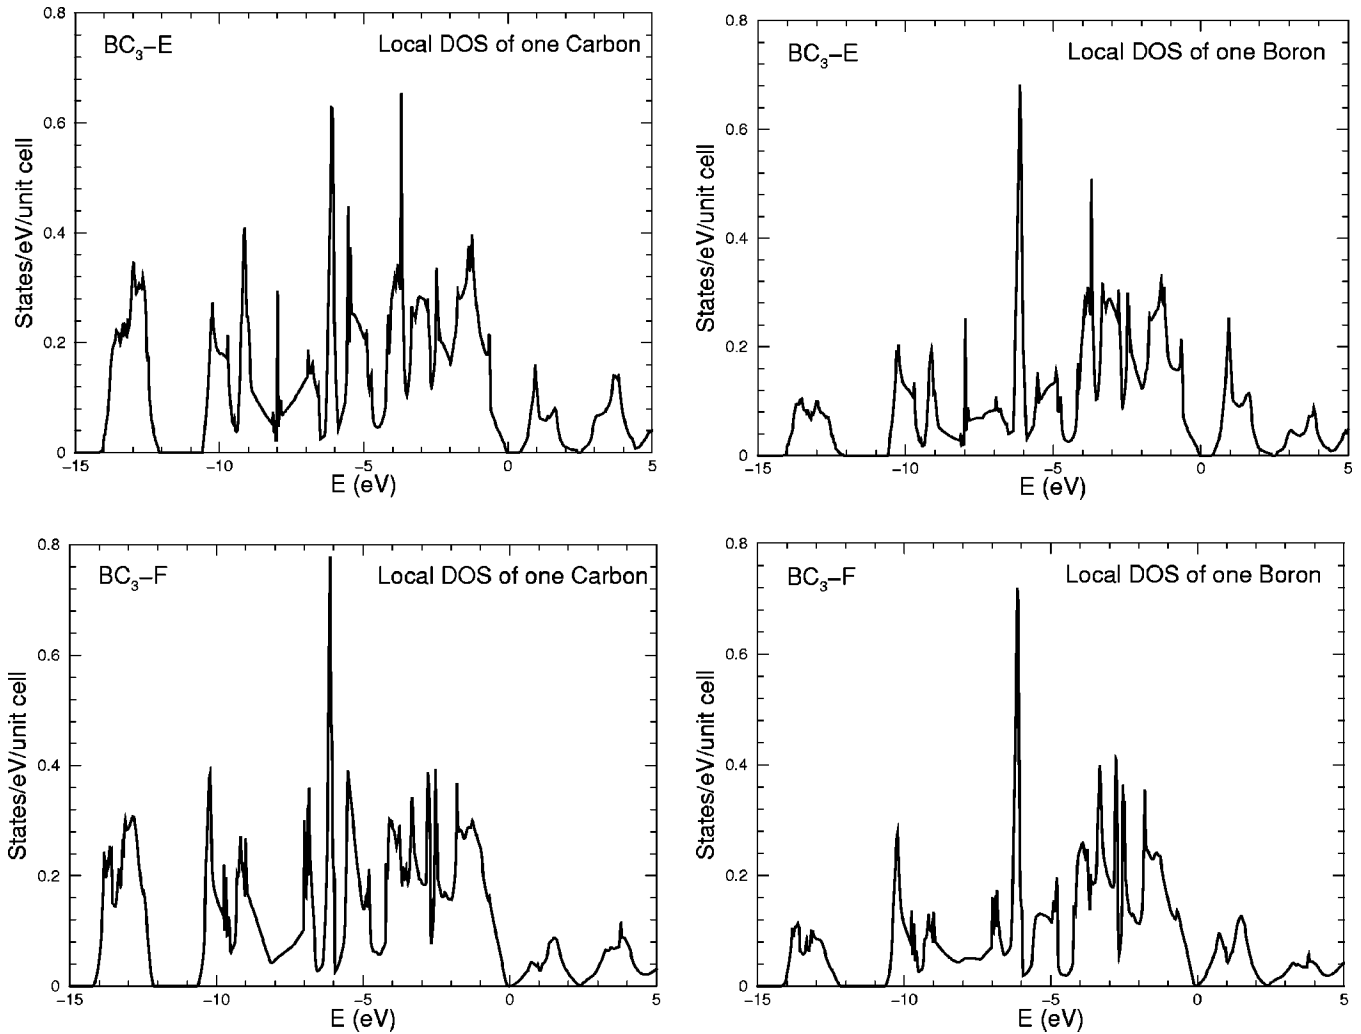 BC3−E Local DOS of one Carbon
States/eV/unit cell
0.8
0.6
0.4
0.2
0
−15 −10 −5 0 5
E (eV)
BC3−E Local DOS of one Boron
States/eV/unit cell
0.8
0.6
0.4
0.2
0
−15 −10 −5 0 5
E (eV)
BC3−F Local DOS of one Carbon
States/eV/unit cell
0.8
0.6
0.4
0.2
0
−15 −10 −5 0 5
E (eV)
BC3−F Local DOS of one Boron
States/eV/unit cell
0.8
0.6
0.4
0.2
0
−15 −10 −5 0 5
E (eV)